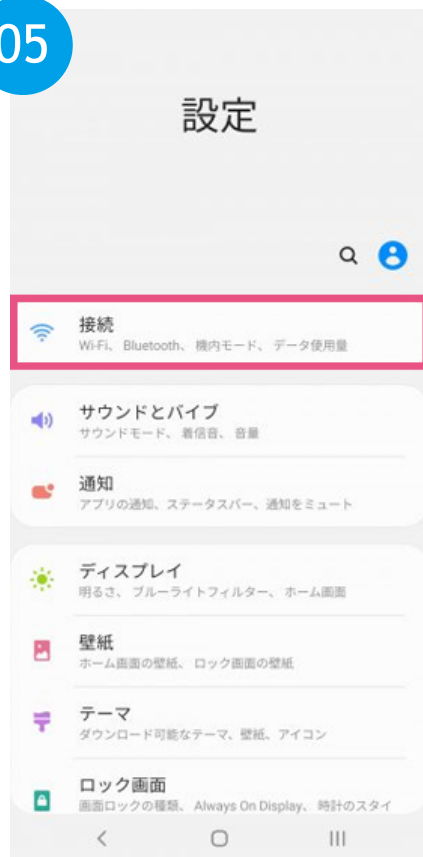 05
設定
接続
Wi-Fi、 Bluetooth、 機内モード、 データ使用量
サウンドとバイブ
サウンドモード、 着信音、 音量
通知
アプリの通知、ステータスバー、通知をミュート
ディスプレイ
明るさ、 ブルーライトフィルター、 ホーム画面
壁紙
ホーム画面の壁紙、 ロック画面の壁紙
テーマ
ダウンロード可能なテーマ、壁紙、アイコン
ロック画面
画面ロックの種類、 Always On Display、 時計のスタイ